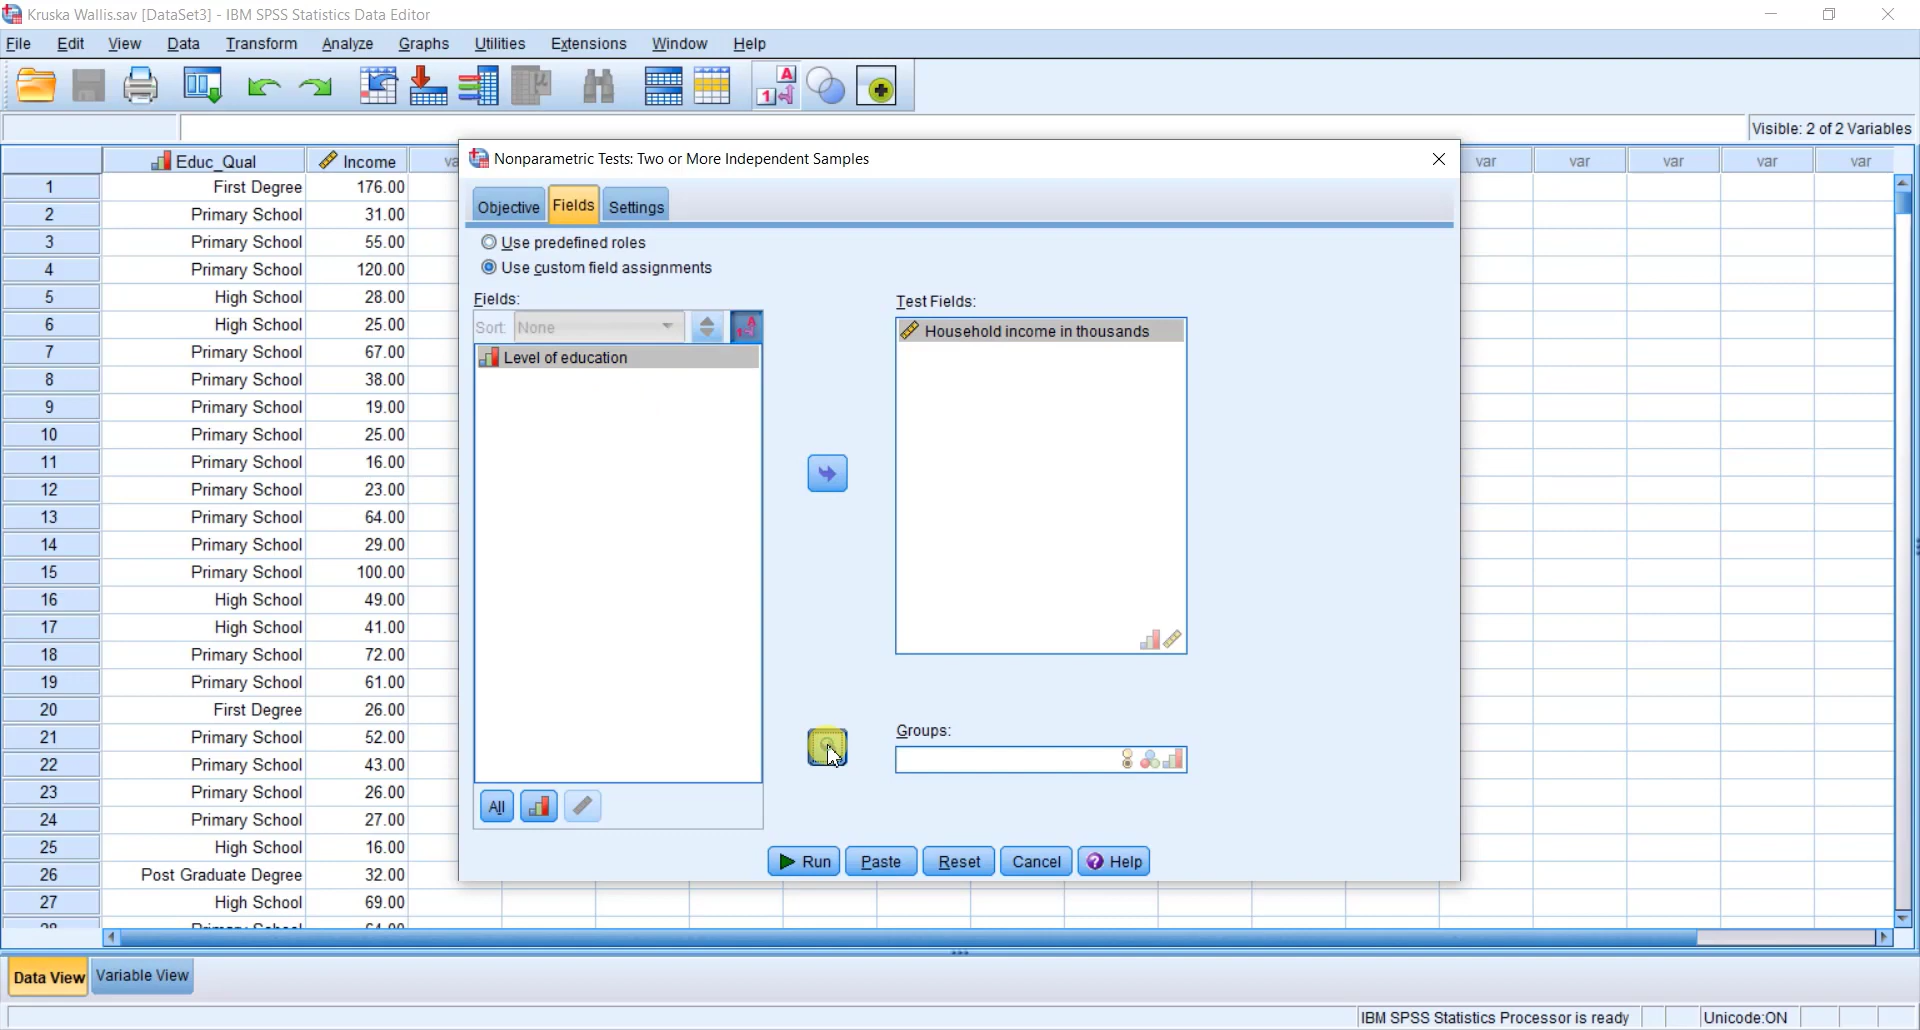 Kruska Wallis.sav [DataSet3] - IBM SPSS Statistics Data Editor
File Edit View Data Transform Analyze Graphs Utilities Extensions Window Help
Visible: 2 of 2 Variables
Educ_Qual Income va var var var var var
1 First Degree 176.00
2 Primary School 31.00
3 Primary School 55.00
4 Primary School 120.00
5 High School 28.00
6 High School 25.00
7 Primary School 67.00
8 Primary School 38.00
9 Primary School 19.00
10 Primary School 25.00
11 Primary School 16.00
12 Primary School 23.00
13 Primary School 64.00
14 Primary School 29.00
15 Primary School 100.00
16 High School 49.00
17 High School 41.00
18 Primary School 72.00
19 Primary School 61.00
20 First Degree 26.00
21 Primary School 52.00
22 Primary School 43.00
23 Primary School 26.00
24 Primary School 27.00
25 High School 16.00
26 Post Graduate Degree 32.00
27 High School 69.00
28 Primary School 64.00
Nonparametric Tests: Two or More Independent Samples
Objective Fields Settings
Use predefined roles
Use custom field assignments
Fields:
Sort: None
Level of education
All
Test Fields:
Household income in thousands
Groups:
Run Paste Reset Cancel Help
Data View Variable View
IBM SPSS Statistics Processor is ready Unicode:ON